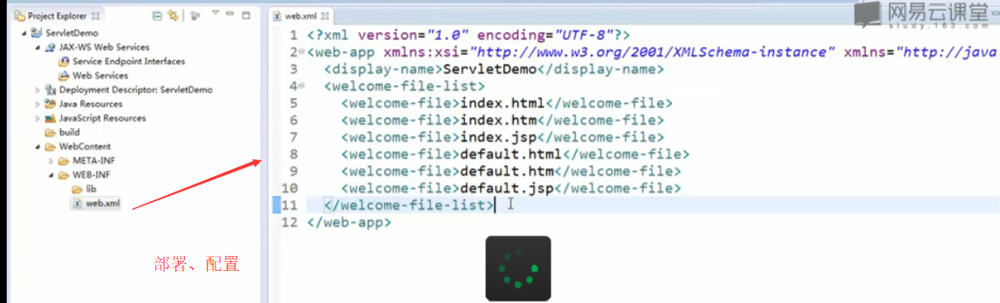 Project Explorer
ServletDemo
JAX-WS Web Services
Service Endpoint Interfaces
Web Services
Deployment Descriptor: ServletDemo
Java Resources
JavaScript Resources
build
WebContent
META-INF
WEB-INF
lib
web.xml
部署、配置
web.xml
1 <?xml version="1.0" encoding="UTF-8"?>
2 <web-app xmlns:xsi="http://www.w3.org/2001/XMLSchema-instance" xmlns="http://java
3 <display-name>ServletDemo</display-name>
4 <welcome-file-list>
5 <welcome-file>index.html</welcome-file>
6 <welcome-file>index.htm</welcome-file>
7 <welcome-file>index.jsp</welcome-file>
8 <welcome-file>default.html</welcome-file>
9 <welcome-file>default.htm</welcome-file>
10 <welcome-file>default.jsp</welcome-file>
11 </welcome-file-list>
12 </web-app>
网易云课堂
study.163.com